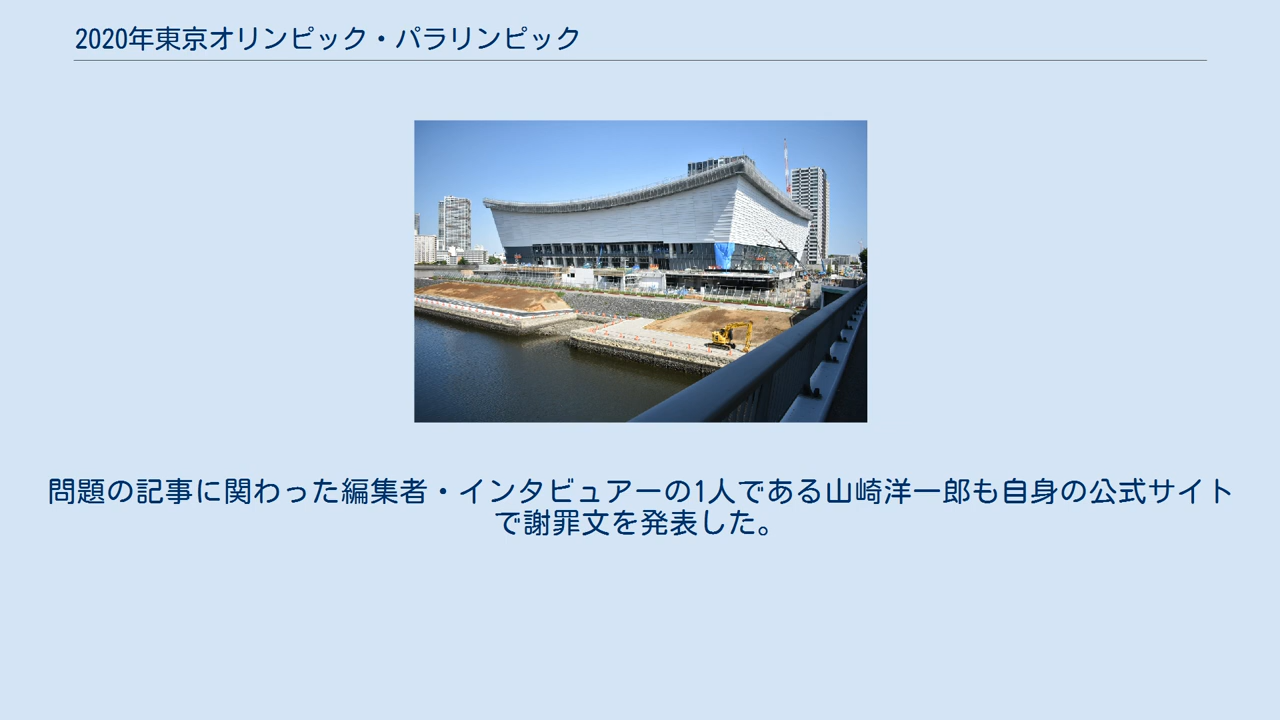 2020年東京オリンピック・パラリンピック
問題の記事に関わった編集者・インタビュアーの1人である山崎洋一郎も自身の公式サイト
で謝罪文を発表した。